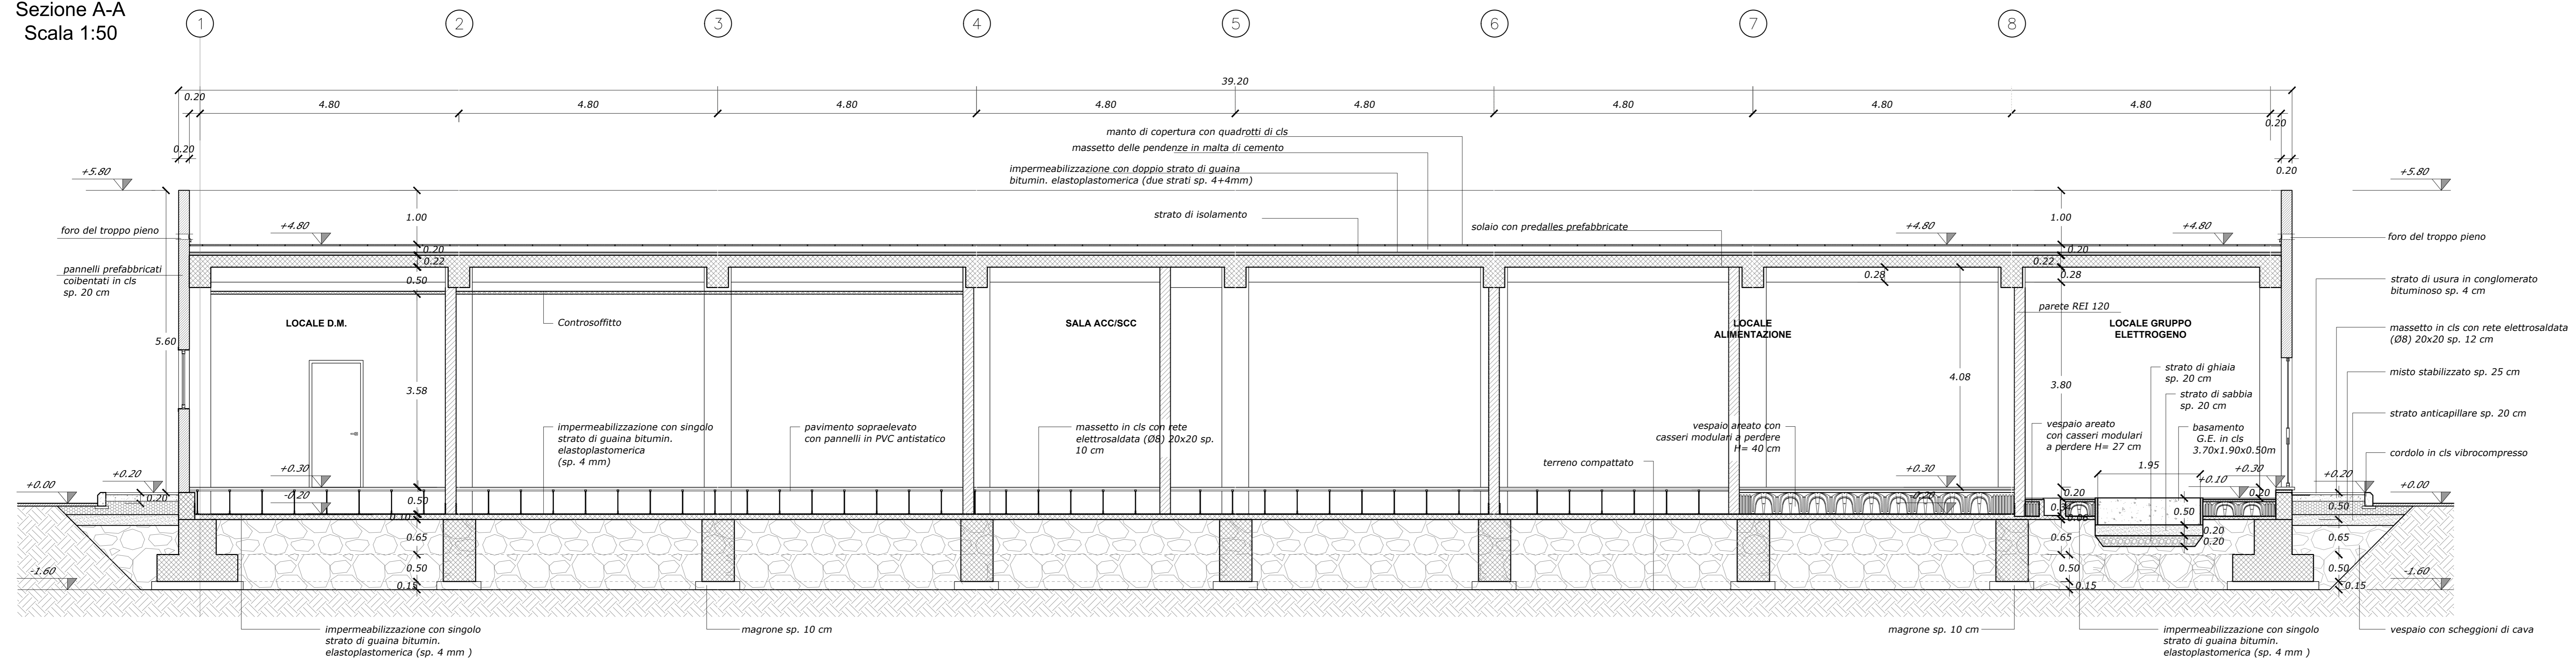 Sezione A-A
Scala 1:50
1
2
3
4
5
6
7
8
39.20
0.20
4.80
4.80
4.80
4.80
4.80
4.80
4.80
4.80
0.20
0.20
0.20
manto di copertura con quadrotti di cls
massetto delle pendenze in malta di cemento
impermeabilizzazione con doppio strato di guaina
bitumin. elastoplastomerica (due strati sp. 4+4mm)
strato di isolamento
solaio con predalles prefabbricate
+5.80
+5.80
1.00
1.00
foro del troppo pieno
+4.80
+4.80
+4.80
foro del troppo pieno
0.20
0.22
0.50
0.20
0.22
0.28
0.28
pannelli prefabbricati
coibentati in cls
sp. 20 cm
strato di usura in conglomerato
bituminoso sp. 4 cm
parete REI 120
LOCALE D.M.
Controsoffitto
SALA ACC/SCC
LOCALE
ALIMENTAZIONE
LOCALE GRUPPO
ELETTROGENO
massetto in cls con rete elettrosaldata
(Ø8) 20x20 sp. 12 cm
5.60
3.58
4.08
3.80
strato di ghiaia
sp. 20 cm
misto stabilizzato sp. 25 cm
strato di sabbia
sp. 20 cm
strato anticapillare sp. 20 cm
impermeabilizzazione con singolo
strato di guaina bitumin.
elastoplastomerica
(sp. 4 mm)
pavimento sopraelevato
con pannelli in PVC antistatico
massetto in cls con rete
elettrosaldata (Ø8) 20x20 sp.
10 cm
vespaio areato con
casseri modulari a perdere
H= 40 cm
vespaio areato
con casseri modulari
a perdere H= 27 cm
basamento
G.E. in cls
3.70x1.90x0.50m
cordolo in cls vibrocompresso
terreno compattato
1.95
+0.00
+0.20
0.20
+0.30
-0.20
0.50
0.10
0.65
0.50
0.15
-1.60
+0.30
-0.20
0.20
0.34
0.06
0.65
0.50
0.15
0.50
0.20
0.20
+0.10
+0.30
0.20
+0.20
+0.00
0.50
0.65
0.50
0.15
-1.60
impermeabilizzazione con singolo
strato di guaina bitumin.
elastoplastomerica (sp. 4 mm )
magrone sp. 10 cm
magrone sp. 10 cm
impermeabilizzazione con singolo
strato di guaina bitumin.
elastoplastomerica (sp. 4 mm )
vespaio con scheggioni di cava